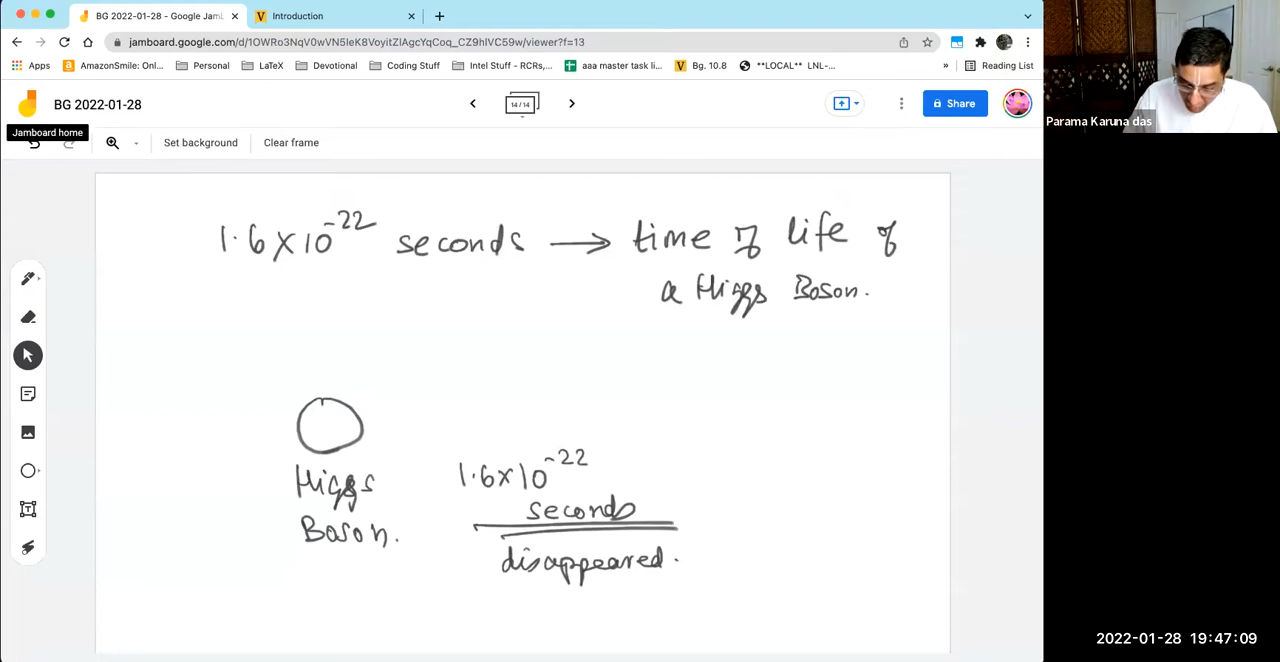 BG 2022-01-28 - Google Jaml
Introduction
jamboard.google.com/d/1OWRo3NqV0wVN5leK8VoyitZlAgcYqCoq_CZ9hIVC59w/viewer?f=13
Apps
AmazonSmile: Onl...
Personal
LaTeX
Devotional
Coding Stuff
Intel Stuff - RCRs,...
aaa master task li...
Bg. 10.8
**LOCAL** LNL-...
»
Reading List
BG 2022-01-28
14 / 14
Share
Parama Karuna das
Jamboard home
Set background
Clear frame
1.6 × 10⁻²² seconds → time of life of
a Higgs Boson.
Higgs
Boson.
1.6 × 10⁻²²
seconds
disappeared.
2022-01-28 19:47:09